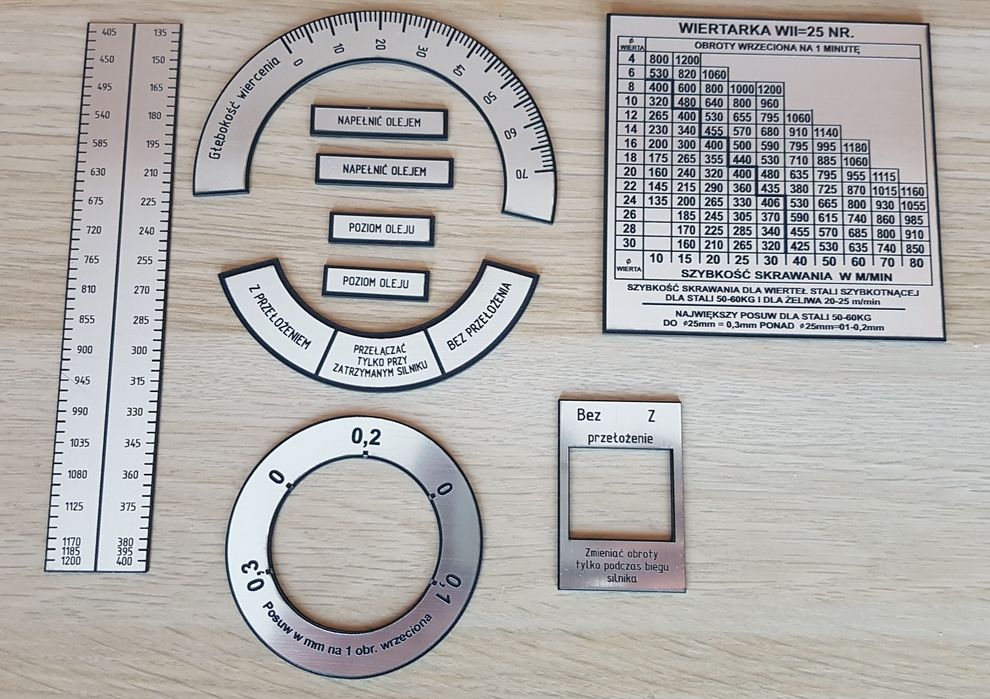 405 135
450 150
495 165
540 180
585 195
630 210
675 225
720 240
765 255
810 270
855 285
900 300
945 315
990 330
1035 345
1080 360
1125 375
1170 380
1185 395
1200 400
Głębokość wiercenia
0 10 20 30 40 50 60 70
NAPEŁNIĆ OLEJEM
NAPEŁNIĆ OLEJEM
POZIOM OLEJU
POZIOM OLEJU
Z PRZEŁOŻENIEM
PRZEŁĄCZAĆ
TYLKO PRZY
ZATRZYMANYM SILNIKU
BEZ PRZEŁOŻENIA
WIERTARKA WII=25 NR.
ø
WIERTA
OBROTY WRZECIONA NA 1 MINUTĘ
4 800 1200
6 530 820 1060
8 400 600 800 1000 1200
10 320 480 640 800 960
12 265 400 530 655 795 1060
14 230 340 455 570 680 910 1140
16 200 300 400 500 590 795 995 1180
18 175 265 355 440 530 710 885 1060
20 160 240 320 400 480 635 795 955 1115
22 145 215 290 360 435 380 725 870 1015 1160
24 135 200 265 330 406 530 665 800 930 1055
26 185 245 305 370 590 615 740 860 985
28 170 225 285 340 455 570 685 800 910
30 160 210 265 320 425 530 635 740 850
ø
WIERTA
10 15 20 25 30 40 50 60 70 80
SZYBKOŚĆ SKRAWANIA W M/MIN
SZYBKOŚĆ SKRAWANIA DLA WIERTEŁ STALI SZYBKOTNĄCEJ
DLA STALI 50-60KG I DLA ŻELIWA 20-25 m/min
NAJWIĘKSZY POSUW DLA STALI 50-60KG
DO ø25mm = 0,3mm PONAD ø25mm=01-0,2mm
0,2
0
0
0,3
0,1
Posuw w mm na 1 obr. wrzeciona
Bez Z
przełożenie
Zmieniać obroty
tylko podczas biegu
silnika